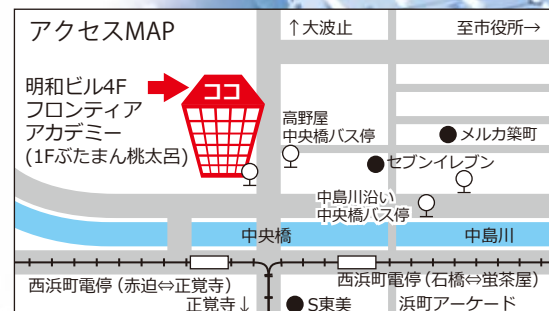 アクセスMAP
↑大波止
至市役所→
明和ビル4F
フロンティア
アカデミー
(1Fぶたまん桃太呂)
ココ
高野屋
中央橋バス停
メルカ築町
セブンイレブン
中島川沿い
中央橋バス停
中央橋
中島川
西浜町電停(赤迫⇔正覚寺)
西浜町電停(石橋⇔蛍茶屋)
正覚寺↓
S東美
浜町アーケード